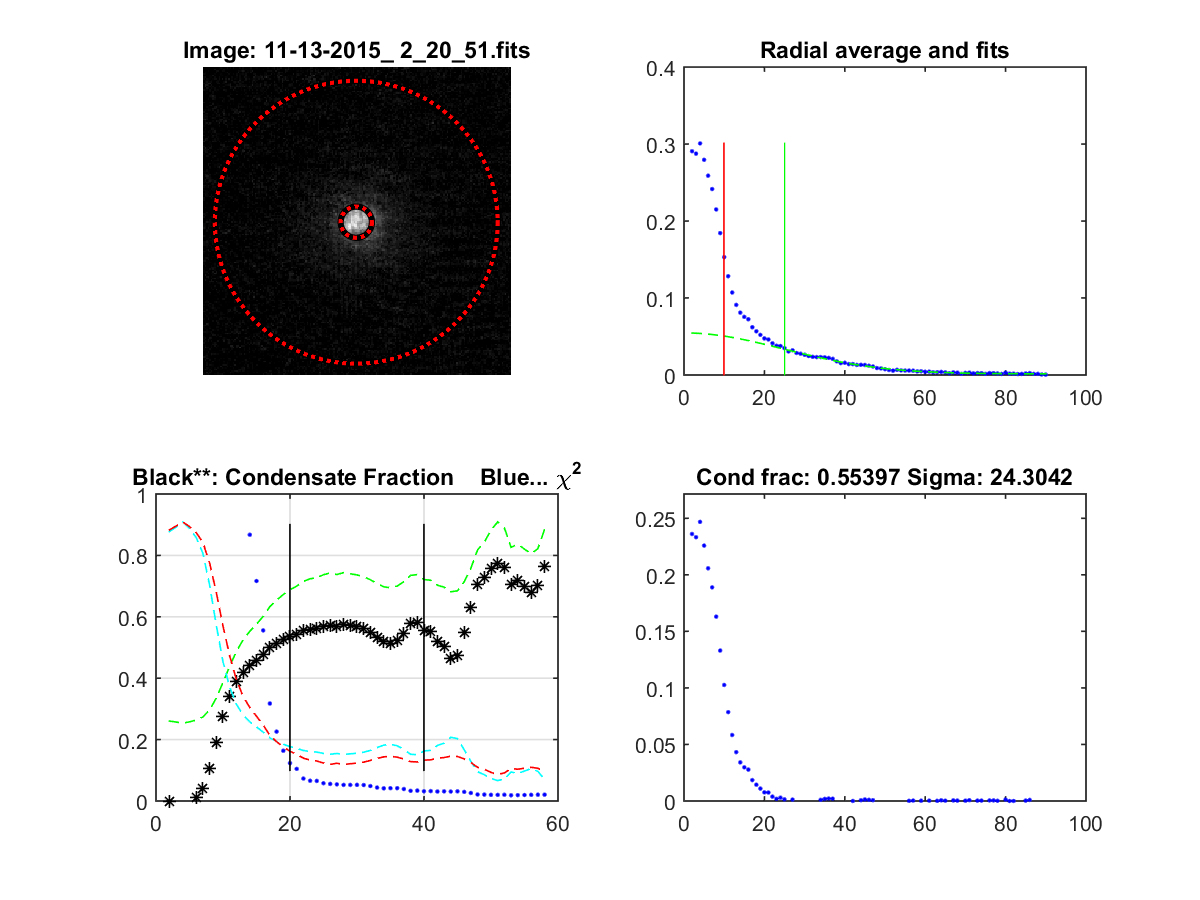 Image: 11-13-2015_ 2_20_51.fits
Radial average and fits
0.4
0.3
0.2
0.1
0
0 20 40 60 80 100
Black**: Condensate Fraction Blue... χ²
1
0.8
0.6
0.4
0.2
0
0 20 40 60
Cond frac: 0.55397 Sigma: 24.3042
0.25
0.2
0.15
0.1
0.05
0
0 20 40 60 80 100